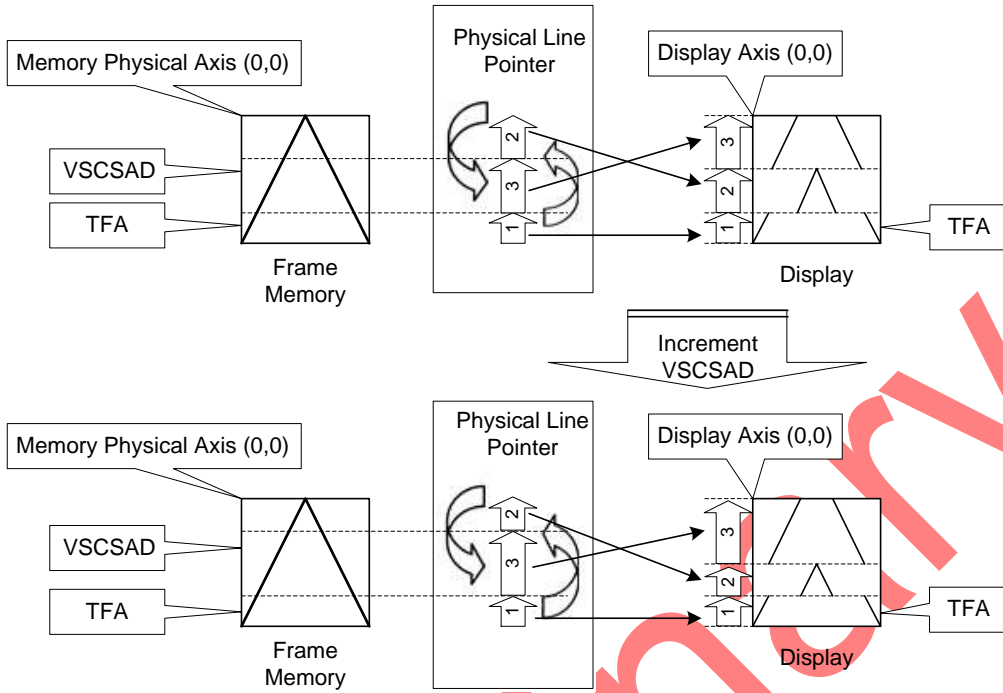 Physical Line
Pointer
Memory Physical Axis (0,0)
Display Axis (0,0)
VSCSAD
TFA
2
3
1
3
2
1
TFA
Frame
Memory
Display
Increment
VSCSAD
Physical Line
Pointer
Memory Physical Axis (0,0)
Display Axis (0,0)
VSCSAD
TFA
2
3
1
3
2
1
TFA
Frame
Memory
Display